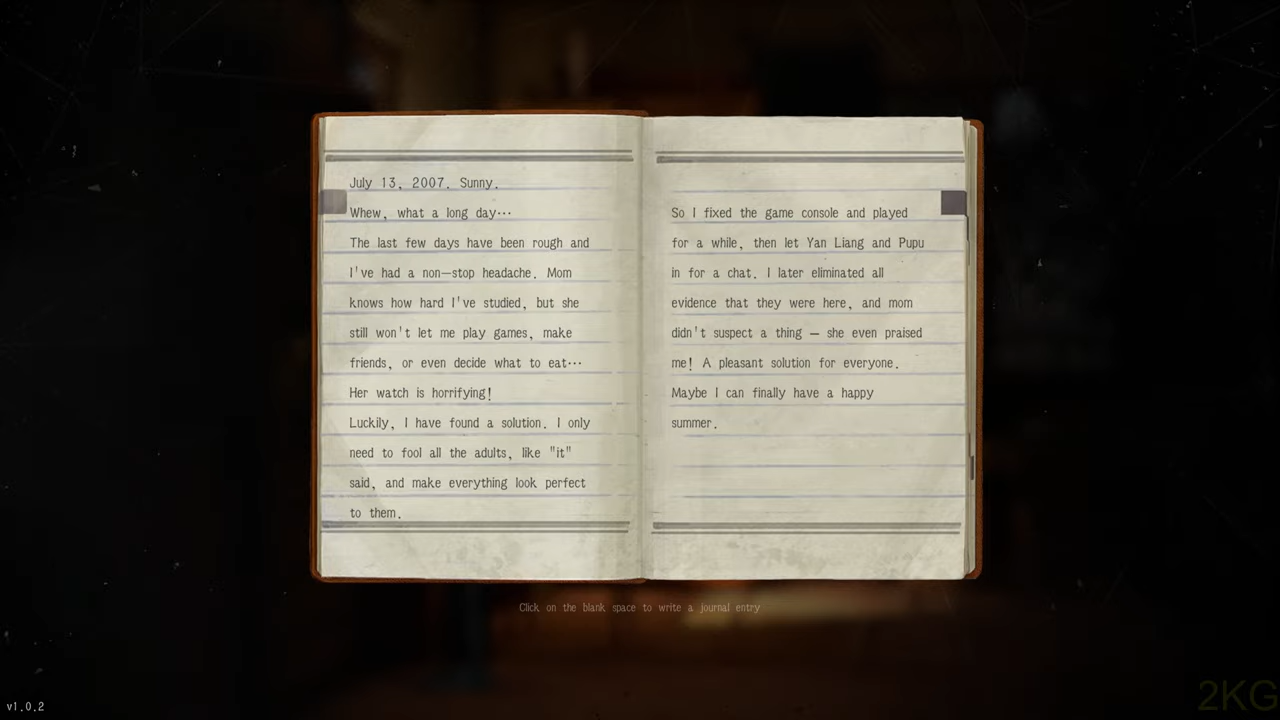 July 13, 2007. Sunny.
Whew, what a long day···
The last few days have been rough and
I've had a non—stop headache. Mom
knows how hard I've studied, but she
still won't let me play games, make
friends, or even decide what to eat···
Her watch is horrifying!
Luckily, I have found a solution. I only
need to fool all the adults, like "it"
said, and make everything look perfect
to them.
So I fixed the game console and played
for a while, then let Yan Liang and Pupu
in for a chat. I later eliminated all
evidence that they were here, and mom
didn't suspect a thing — she even praised
me! A pleasant solution for everyone.
Maybe I can finally have a happy
summer.
Click on the blank space to write a journal entry
v1.0.2
2KG